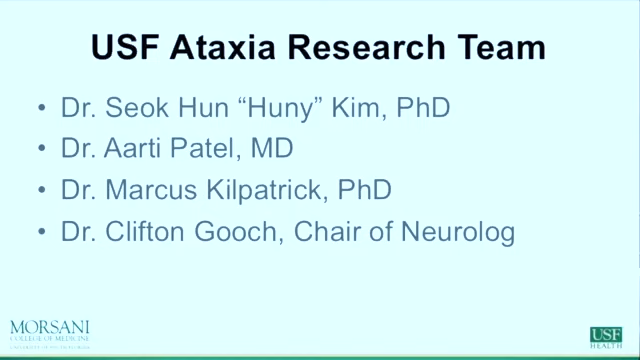 USF Ataxia Research Team
• Dr. Seok Hun “Huny” Kim, PhD
• Dr. Aarti Patel, MD
• Dr. Marcus Kilpatrick, PhD
• Dr. Clifton Gooch, Chair of Neurolog
MORSANI
COLLEGE OF MEDICINE
USF
HEALTH